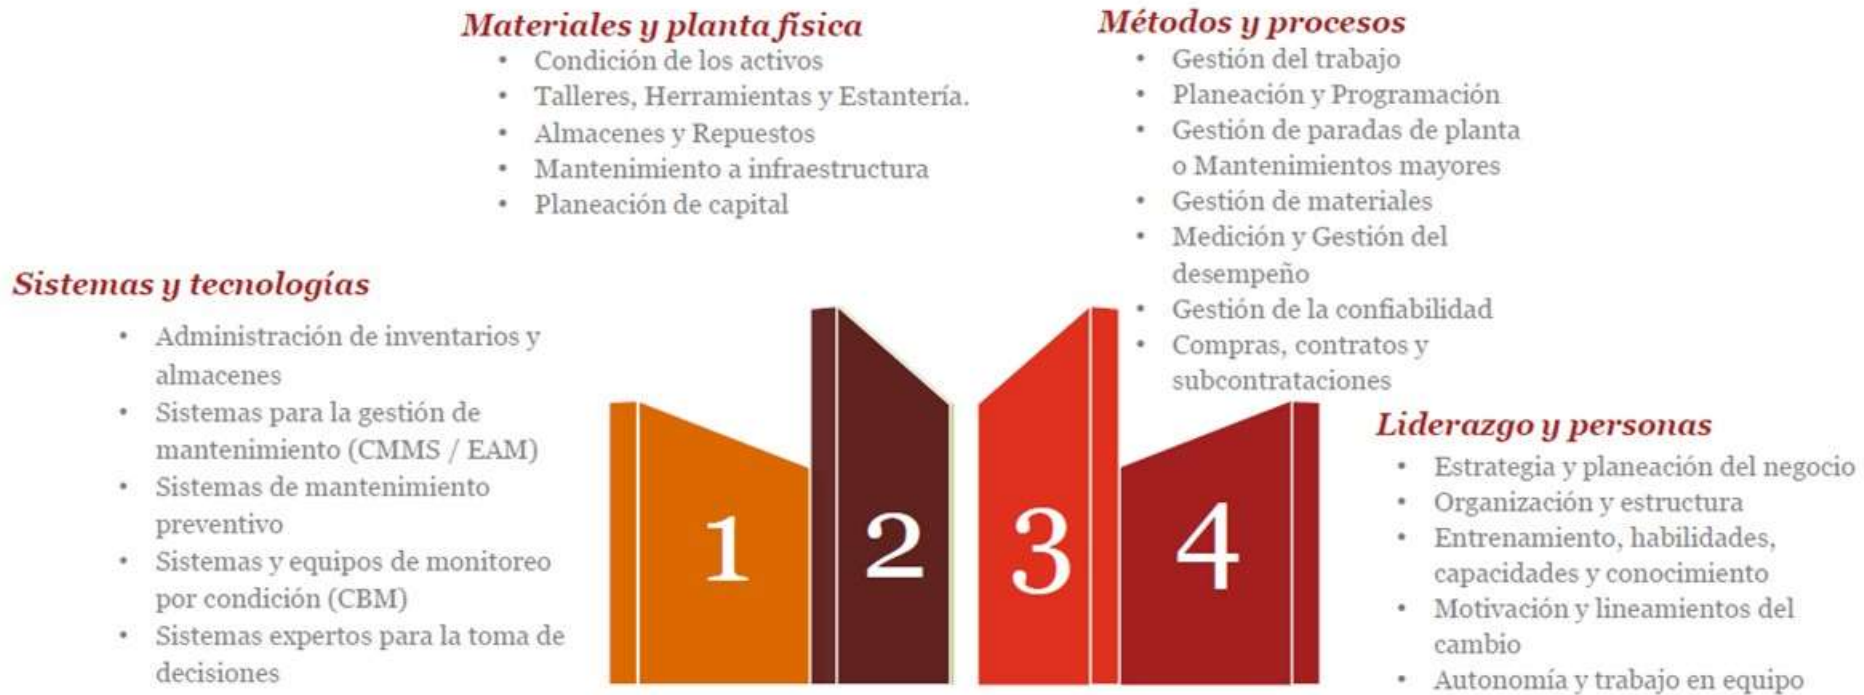 Materiales y planta física
• Condición de los activos
• Talleres, Herramientas y Estantería.
• Almacenes y Repuestos
• Mantenimiento a infraestructura
• Planeación de capital
Métodos y procesos
• Gestión del trabajo
• Planeación y Programación
• Gestión de paradas de planta
o Mantenimientos mayores
• Gestión de materiales
• Medición y Gestión del
desempeño
• Gestión de la confiabilidad
• Compras, contratos y
subcontrataciones
Sistemas y tecnologías
• Administración de inventarios y
almacenes
• Sistemas para la gestión de
mantenimiento (CMMS / EAM)
• Sistemas de mantenimiento
preventivo
• Sistemas y equipos de monitoreo
por condición (CBM)
• Sistemas expertos para la toma de
decisiones
1
2
3
4
Liderazgo y personas
• Estrategia y planeación del negocio
• Organización y estructura
• Entrenamiento, habilidades,
capacidades y conocimiento
• Motivación y lineamientos del
cambio
• Autonomía y trabajo en equipo